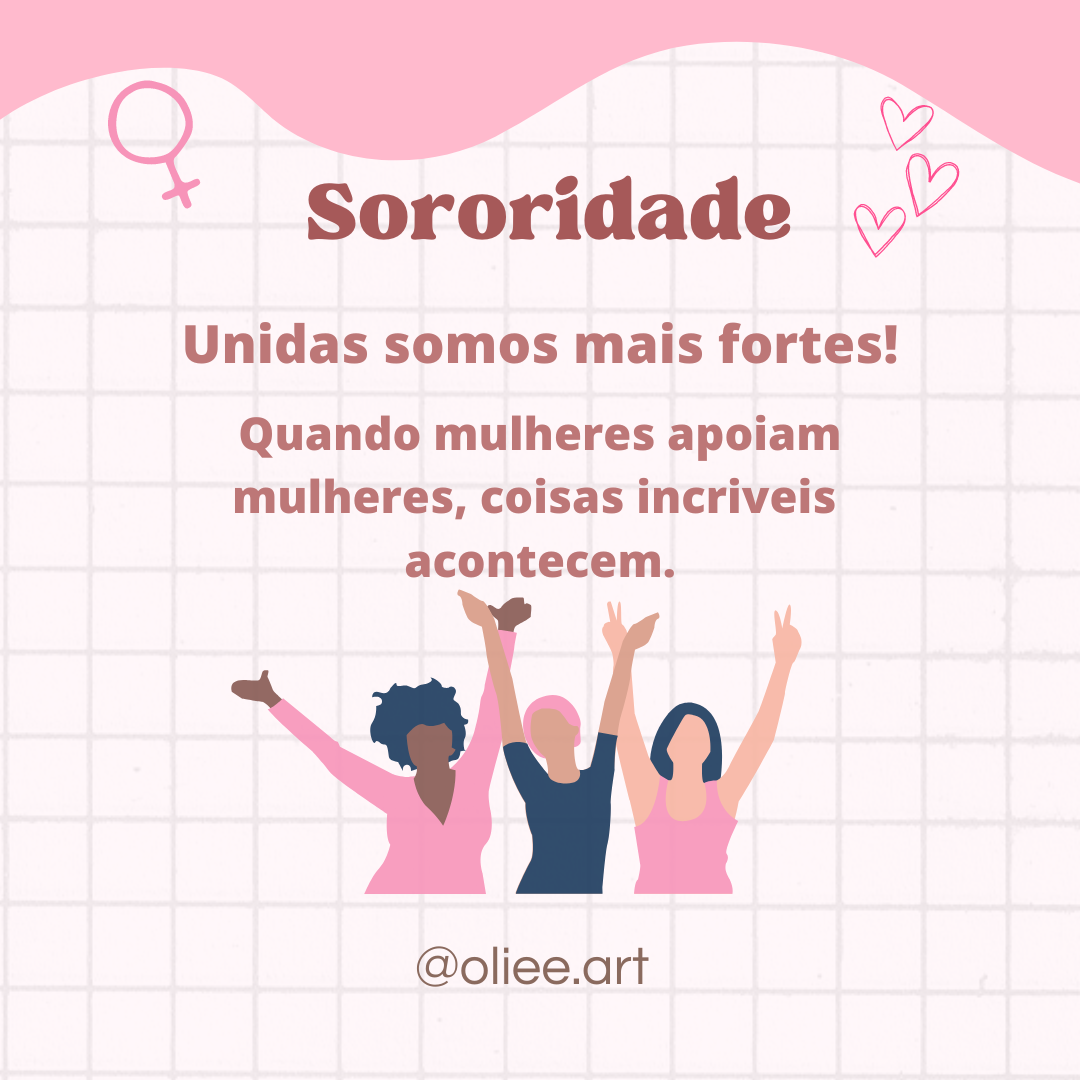 Sororidade
Unidas somos mais fortes!
Quando mulheres apoiam
mulheres, coisas incriveis
acontecem.
@oliee.art